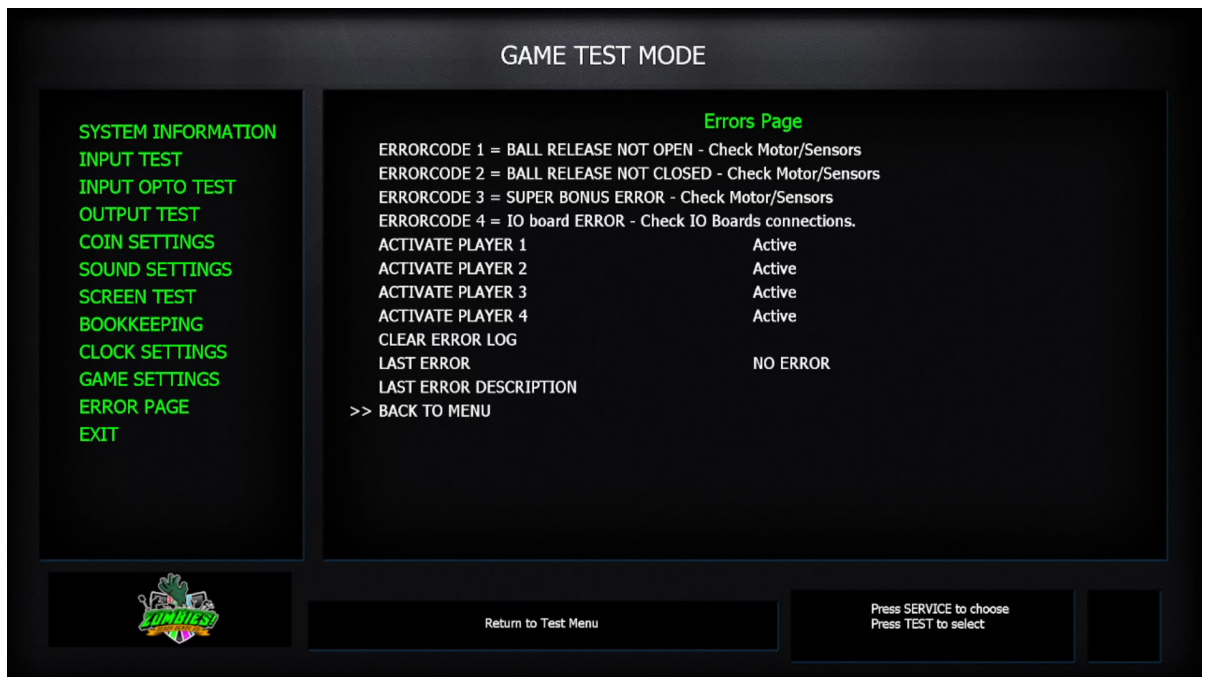 GAME TEST MODE
SYSTEM INFORMATION
INPUT TEST
INPUT OPTO TEST
OUTPUT TEST
COIN SETTINGS
SOUND SETTINGS
SCREEN TEST
BOOKKEEPING
CLOCK SETTINGS
GAME SETTINGS
ERROR PAGE
EXIT
Errors Page
ERRORCODE 1 = BALL RELEASE NOT OPEN - Check Motor/Sensors
ERRORCODE 2 = BALL RELEASE NOT CLOSED - Check Motor/Sensors
ERRORCODE 3 = SUPER BONUS ERROR - Check Motor/Sensors
ERRORCODE 4 = IO board ERROR - Check IO Boards connections.
ACTIVATE PLAYER 1 Active
ACTIVATE PLAYER 2 Active
ACTIVATE PLAYER 3 Active
ACTIVATE PLAYER 4 Active
CLEAR ERROR LOG
LAST ERROR NO ERROR
LAST ERROR DESCRIPTION
>> BACK TO MENU
ZOMBIES!
Return to Test Menu
Press SERVICE to choose
Press TEST to select